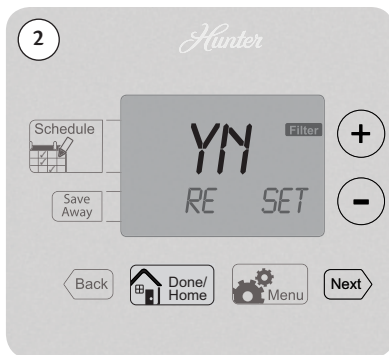 2
Hunter
Schedule
YN
Filter
+
RE SET
Save
Away
-
Back
Done/
Home
Menu
Next